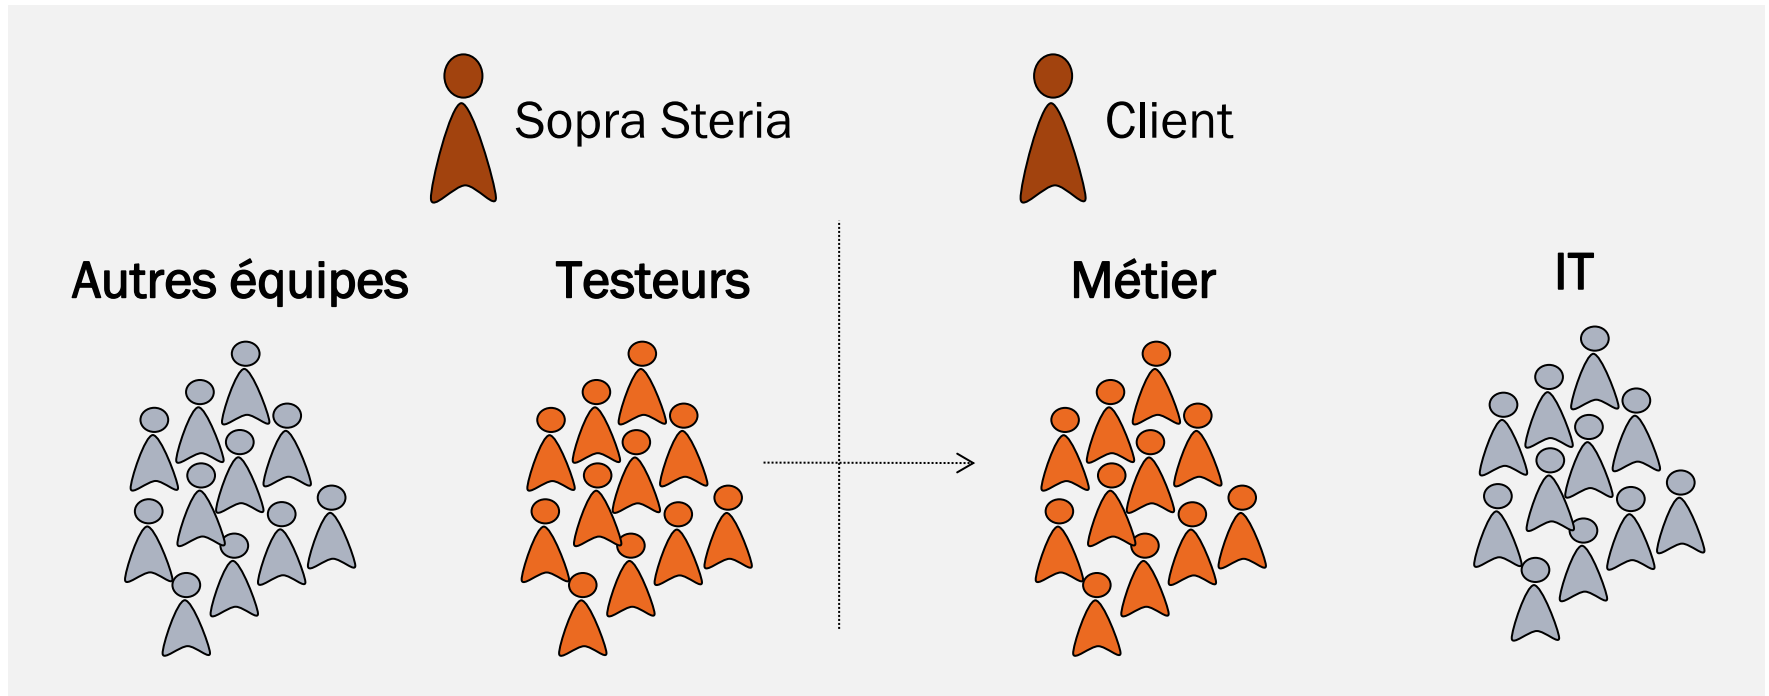 Sopra Steria
Client
Autres équipes
Testeurs
Métier
IT